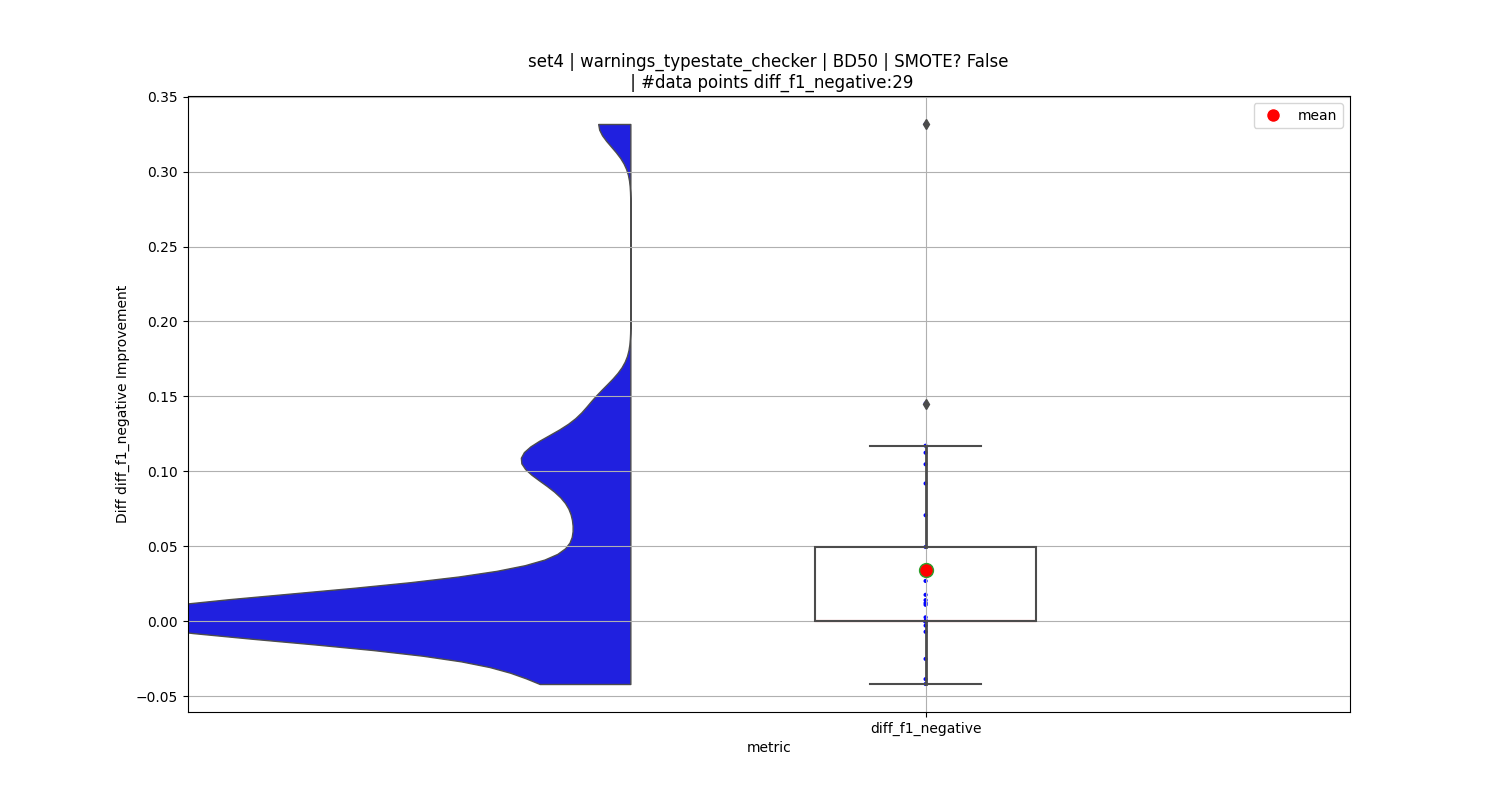 set4 | warnings_typestate_checker | BD50 | SMOTE? False
| #data points diff_f1_negative:29
mean
0.35
0.30
0.25
0.20
0.15
0.10
0.05
0.00
−0.05
Diff diff_f1_negative Improvement
diff_f1_negative
metric